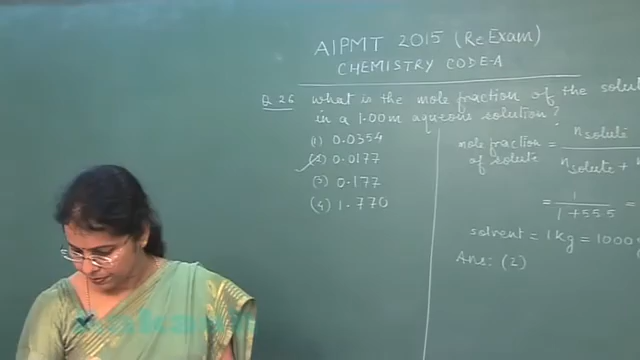 AIPMT 2015 (Re Exam)
CHEMISTRY CODE-A
Q.26 What is the mole fraction of the solut
in a 1.00m aqueous solution?
(1) 0.0354
(2) 0.0177
(3) 0.177
(4) 1.770
mole fraction of solute = n solute / n solute +
= 1 / 1 + 55.5 =
solvent = 1 kg = 1000
Ans: (2)